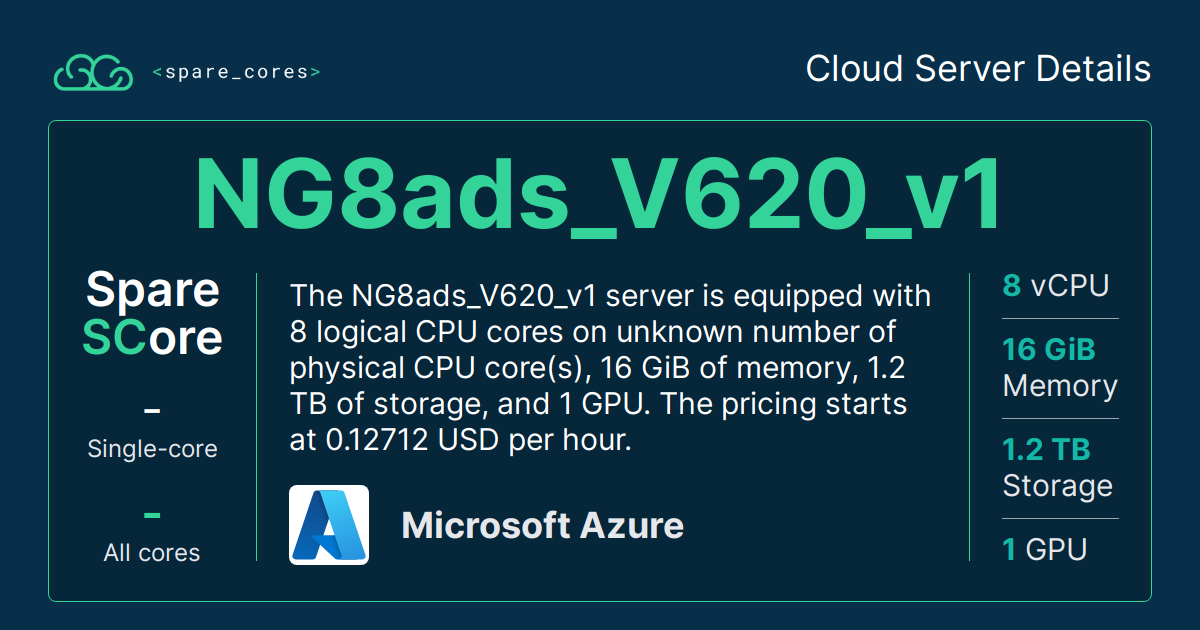 <spare_cores>
Cloud Server Details
NG8ads_V620_v1
Spare
SCore
–
Single-core
–
All cores
The NG8ads_V620_v1 server is equipped with
8 logical CPU cores on unknown number of
physical CPU core(s), 16 GiB of memory, 1.2
TB of storage, and 1 GPU. The pricing starts
at 0.12712 USD per hour.
Microsoft Azure
8 vCPU
16 GiB
Memory
1.2 TB
Storage
1 GPU